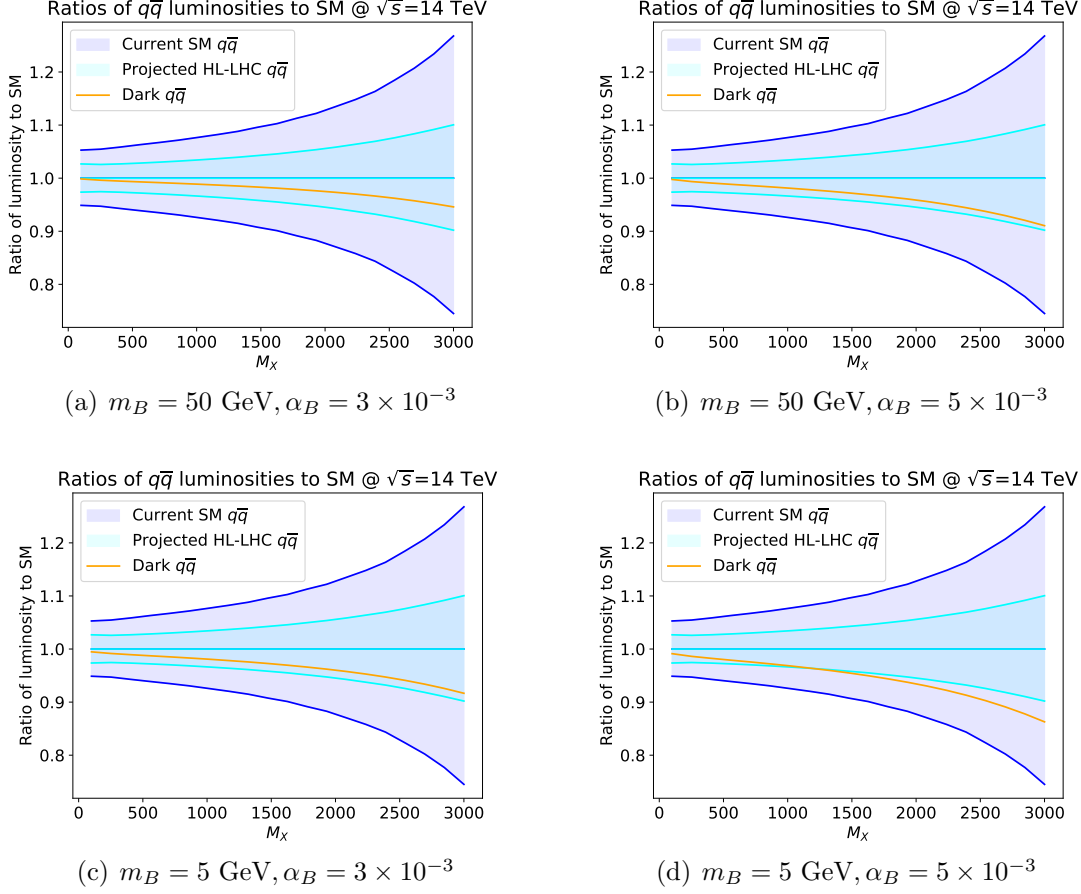 Ratios of q q̅ luminosities to SM @ √s=14 TeV
Current SM q q̅
Projected HL-LHC q q̅
Dark q q̅
Ratio of luminosity to SM
1.2
1.1
1.0
0.9
0.8
0 500 1000 1500 2000 2500 3000
M_X
(a) m_B = 50 GeV, α_B = 3 × 10⁻³
Ratios of q q̅ luminosities to SM @ √s=14 TeV
Current SM q q̅
Projected HL-LHC q q̅
Dark q q̅
Ratio of luminosity to SM
1.2
1.1
1.0
0.9
0.8
0 500 1000 1500 2000 2500 3000
M_X
(b) m_B = 50 GeV, α_B = 5 × 10⁻³
Ratios of q q̅ luminosities to SM @ √s=14 TeV
Current SM q q̅
Projected HL-LHC q q̅
Dark q q̅
Ratio of luminosity to SM
1.2
1.1
1.0
0.9
0.8
0 500 1000 1500 2000 2500 3000
M_X
(c) m_B = 5 GeV, α_B = 3 × 10⁻³
Ratios of q q̅ luminosities to SM @ √s=14 TeV
Current SM q q̅
Projected HL-LHC q q̅
Dark q q̅
Ratio of luminosity to SM
1.2
1.1
1.0
0.9
0.8
0 500 1000 1500 2000 2500 3000
M_X
(d) m_B = 5 GeV, α_B = 5 × 10⁻³